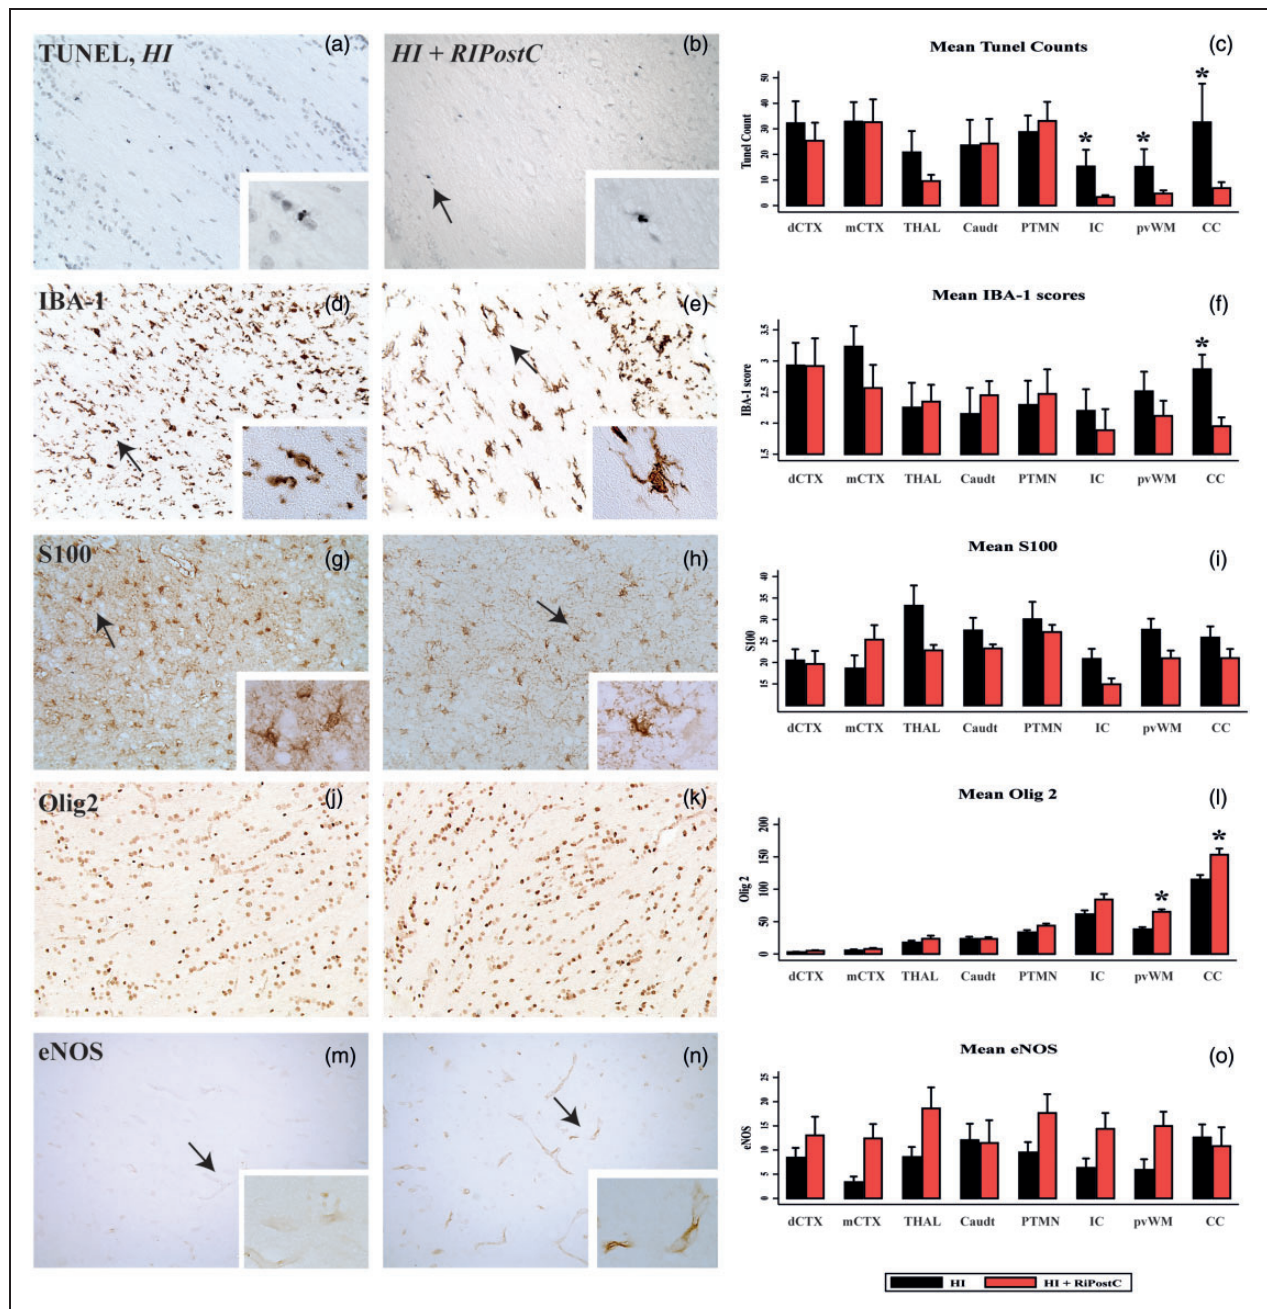 TUNEL, HI
(a)
HI + RIPostC
(b)
Mean Tunel Counts
(c)
Tunel Count
50
40
30
20
10
0
dCTX mCTX THAL Caudt PTMN IC pvWM CC
* * *
IBA-1
(d)
(e)
Mean IBA-1 scores
(f)
IBA-1 score
3.5
3
2.5
2
1.5
dCTX mCTX THAL Caudt PTMN IC pvWM CC
*
S100
(g)
(h)
Mean S100
(i)
S100
40
35
30
25
20
15
dCTX mCTX THAL Caudt PTMN IC pvWM CC
Olig2
(j)
(k)
Mean Olig 2
(l)
Olig 2
200
150
100
50
0
dCTX mCTX THAL Caudt PTMN IC pvWM CC
* *
eNOS
(m)
(n)
Mean eNOS
(o)
eNOS
25
20
15
10
5
0
dCTX mCTX THAL Caudt PTMN IC pvWM CC
HI HI + RiPostC